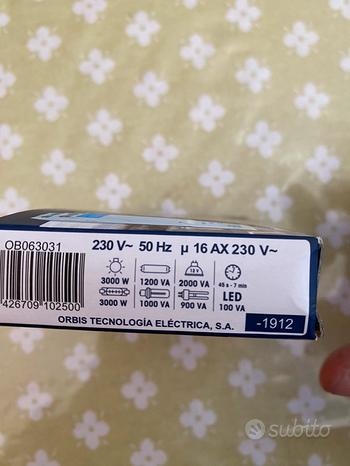 OB063031
230 V~ 50 Hz µ 16 AX 230 V~
12 V
3000 W 1200 VA 2000 VA 45 s - 7 min
3000 W 1000 VA 900 VA LED 100 VA
426709 102500
ORBIS TECNOLOGÍA ELÉCTRICA, S.A. -1912
subito